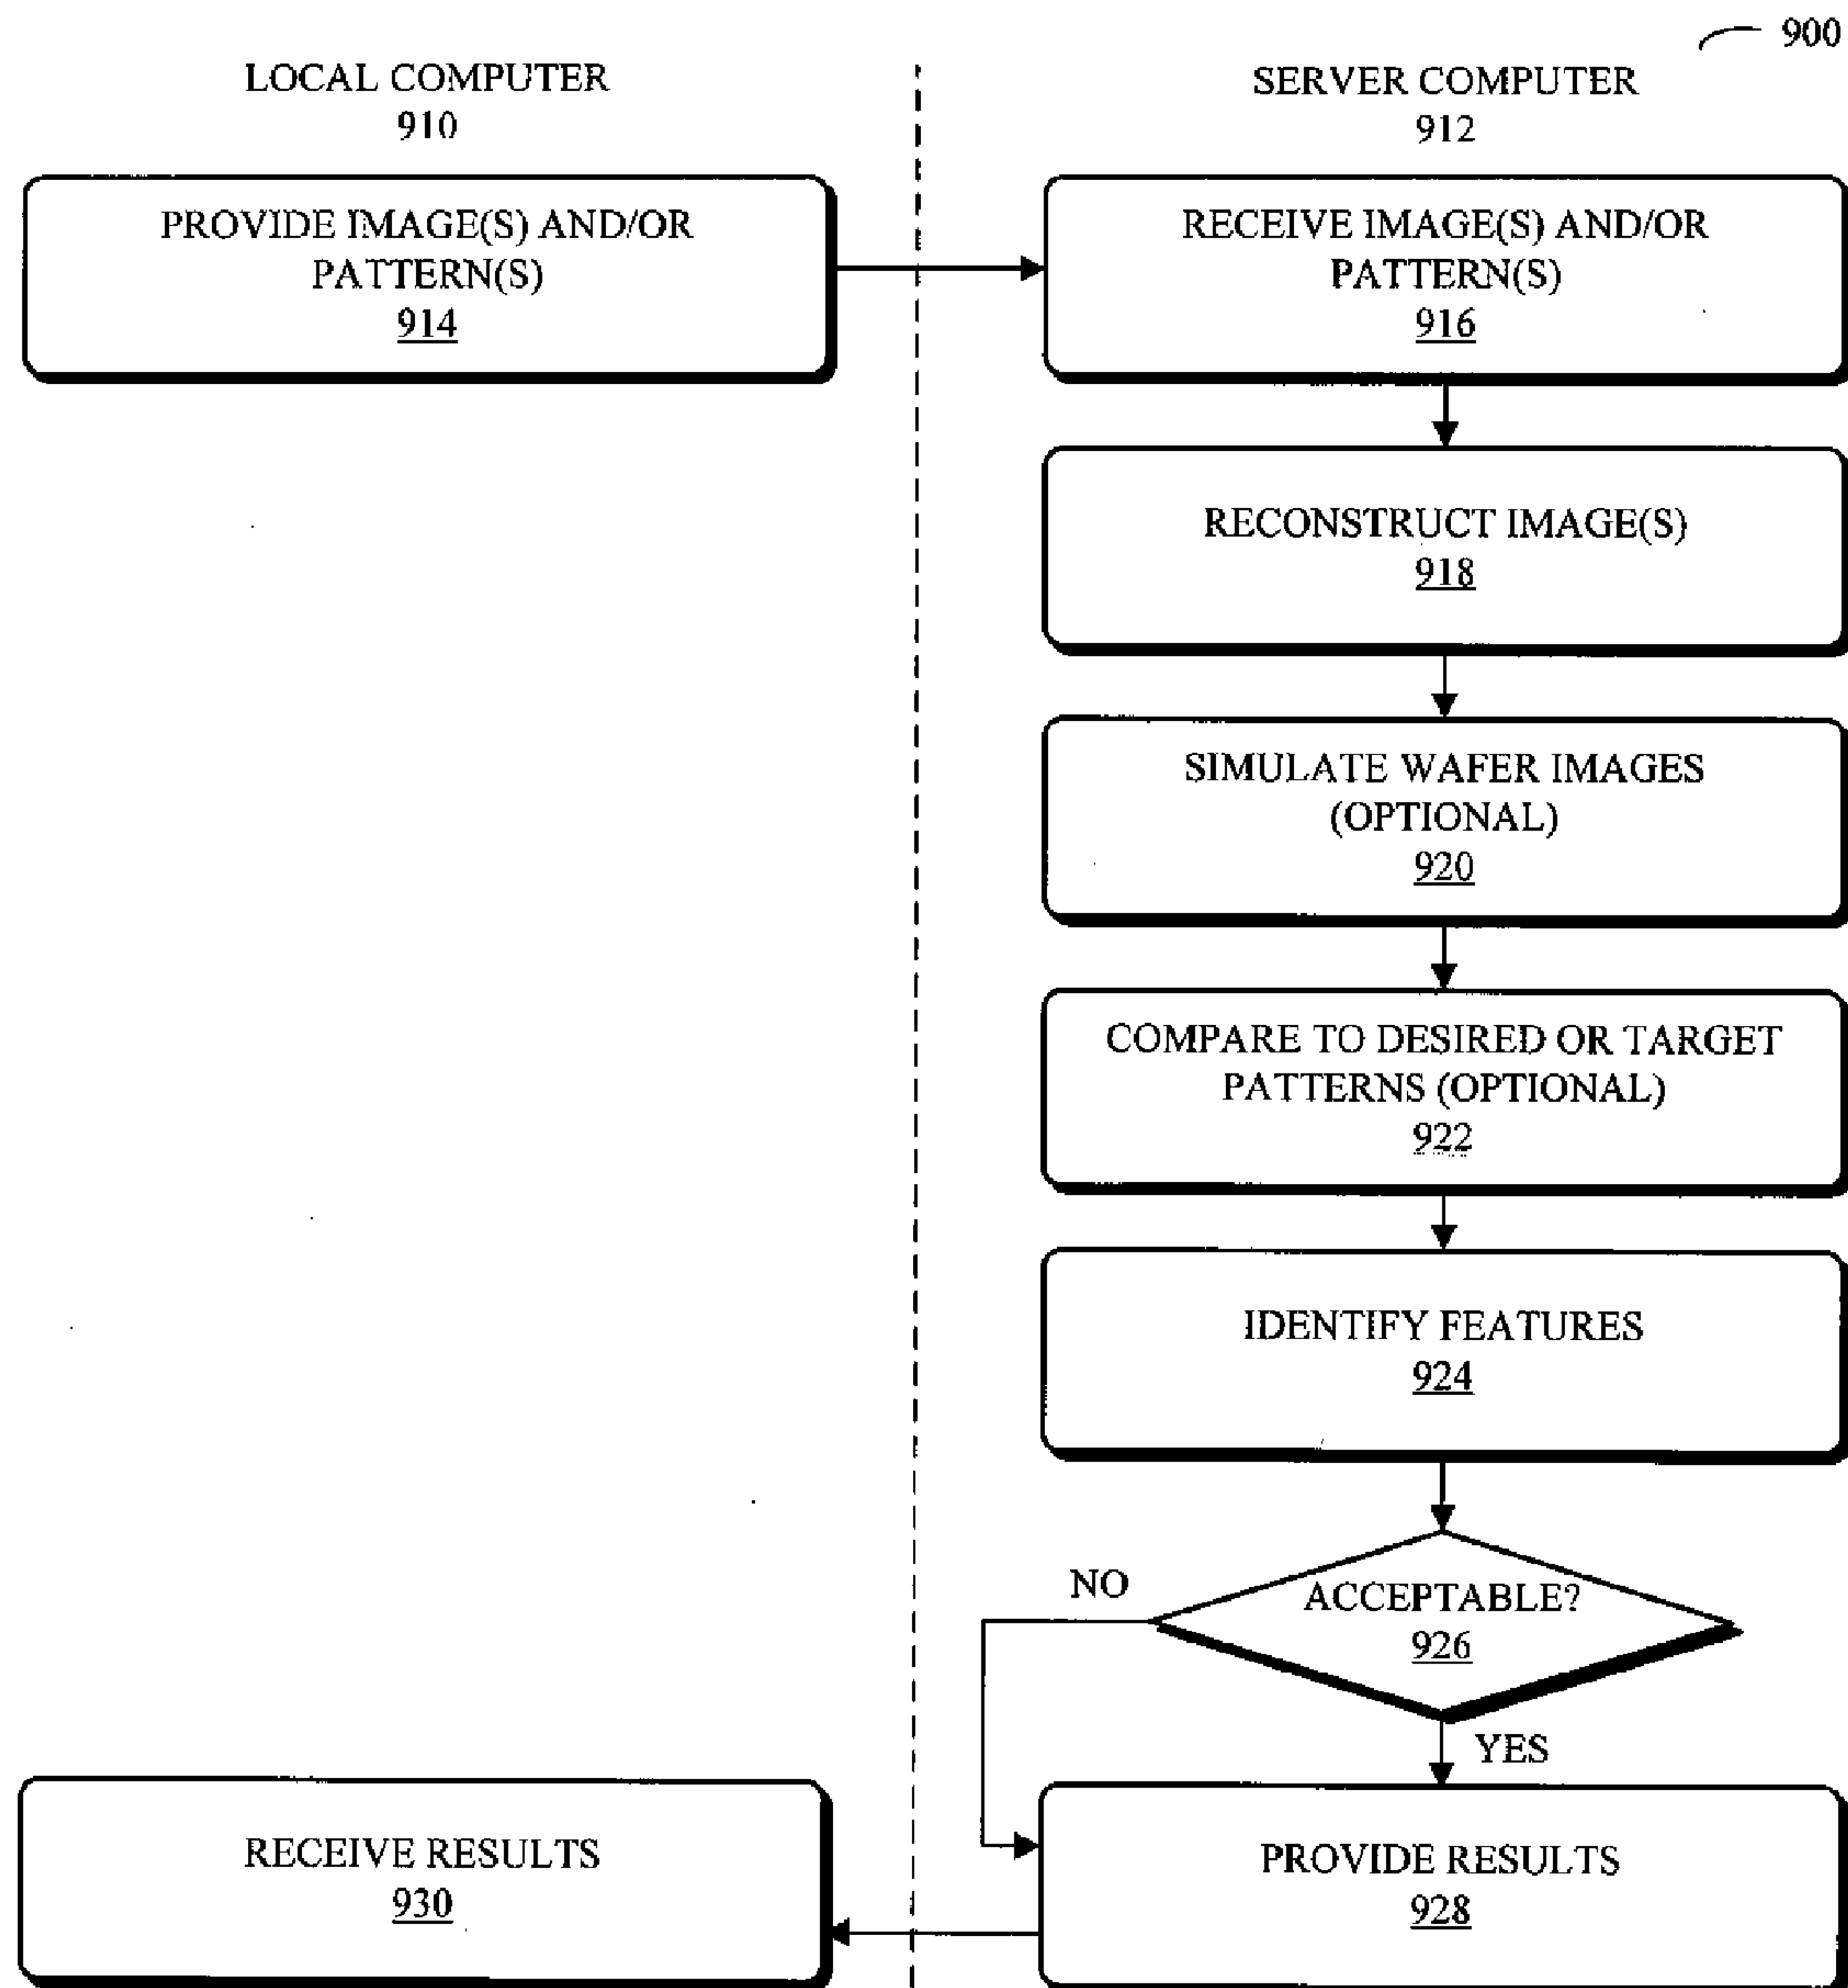 900
LOCAL COMPUTER
910
SERVER COMPUTER
912
PROVIDE IMAGE(S) AND/OR
PATTERN(S)
914
RECEIVE IMAGE(S) AND/OR
PATTERN(S)
916
RECONSTRUCT IMAGE(S)
918
SIMULATE WAFER IMAGES
(OPTIONAL)
920
COMPARE TO DESIRED OR TARGET
PATTERNS (OPTIONAL)
922
IDENTIFY FEATURES
924
NO
ACCEPTABLE?
926
YES
RECEIVE RESULTS
930
PROVIDE RESULTS
928